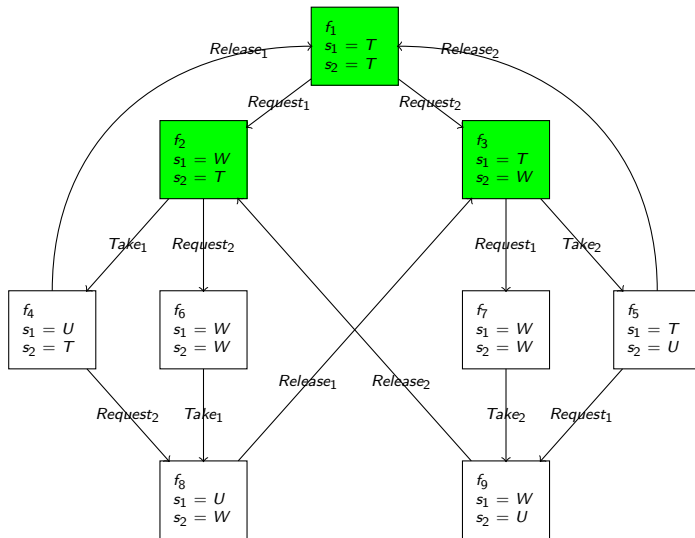 f₁
s₁ = T
s₂ = T
Release₁
Release₂
Request₁
Request₂
f₂
s₁ = W
s₂ = T
f₃
s₁ = T
s₂ = W
Take₁
Request₂
Request₁
Take₂
f₄
s₁ = U
s₂ = T
f₆
s₁ = W
s₂ = W
f₇
s₁ = W
s₂ = W
f₅
s₁ = T
s₂ = U
Request₂
Take₁
Release₁
Release₂
Take₂
Request₁
f₈
s₁ = U
s₂ = W
f₉
s₁ = W
s₂ = U